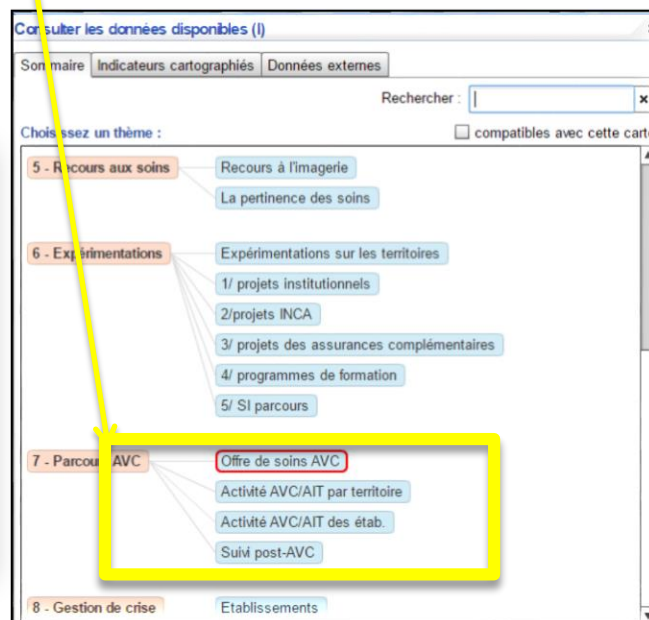 Consulter les données disponibles (I)
Sommaire Indicateurs cartographiés Données externes
Rechercher :
Choisissez un thème : compatibles avec cette carte
5 - Recours aux soins Recours à l'imagerie
La pertinence des soins
6 - Expérimentations Expérimentations sur les territoires
1/ projets institutionnels
2/projets INCA
3/ projets des assurances complémentaires
4/ programmes de formation
5/ SI parcours
7 - Parcours AVC Offre de soins AVC
Activité AVC/AIT par territoire
Activité AVC/AIT des étab.
Suivi post-AVC
8 - Gestion de crise Etablissements